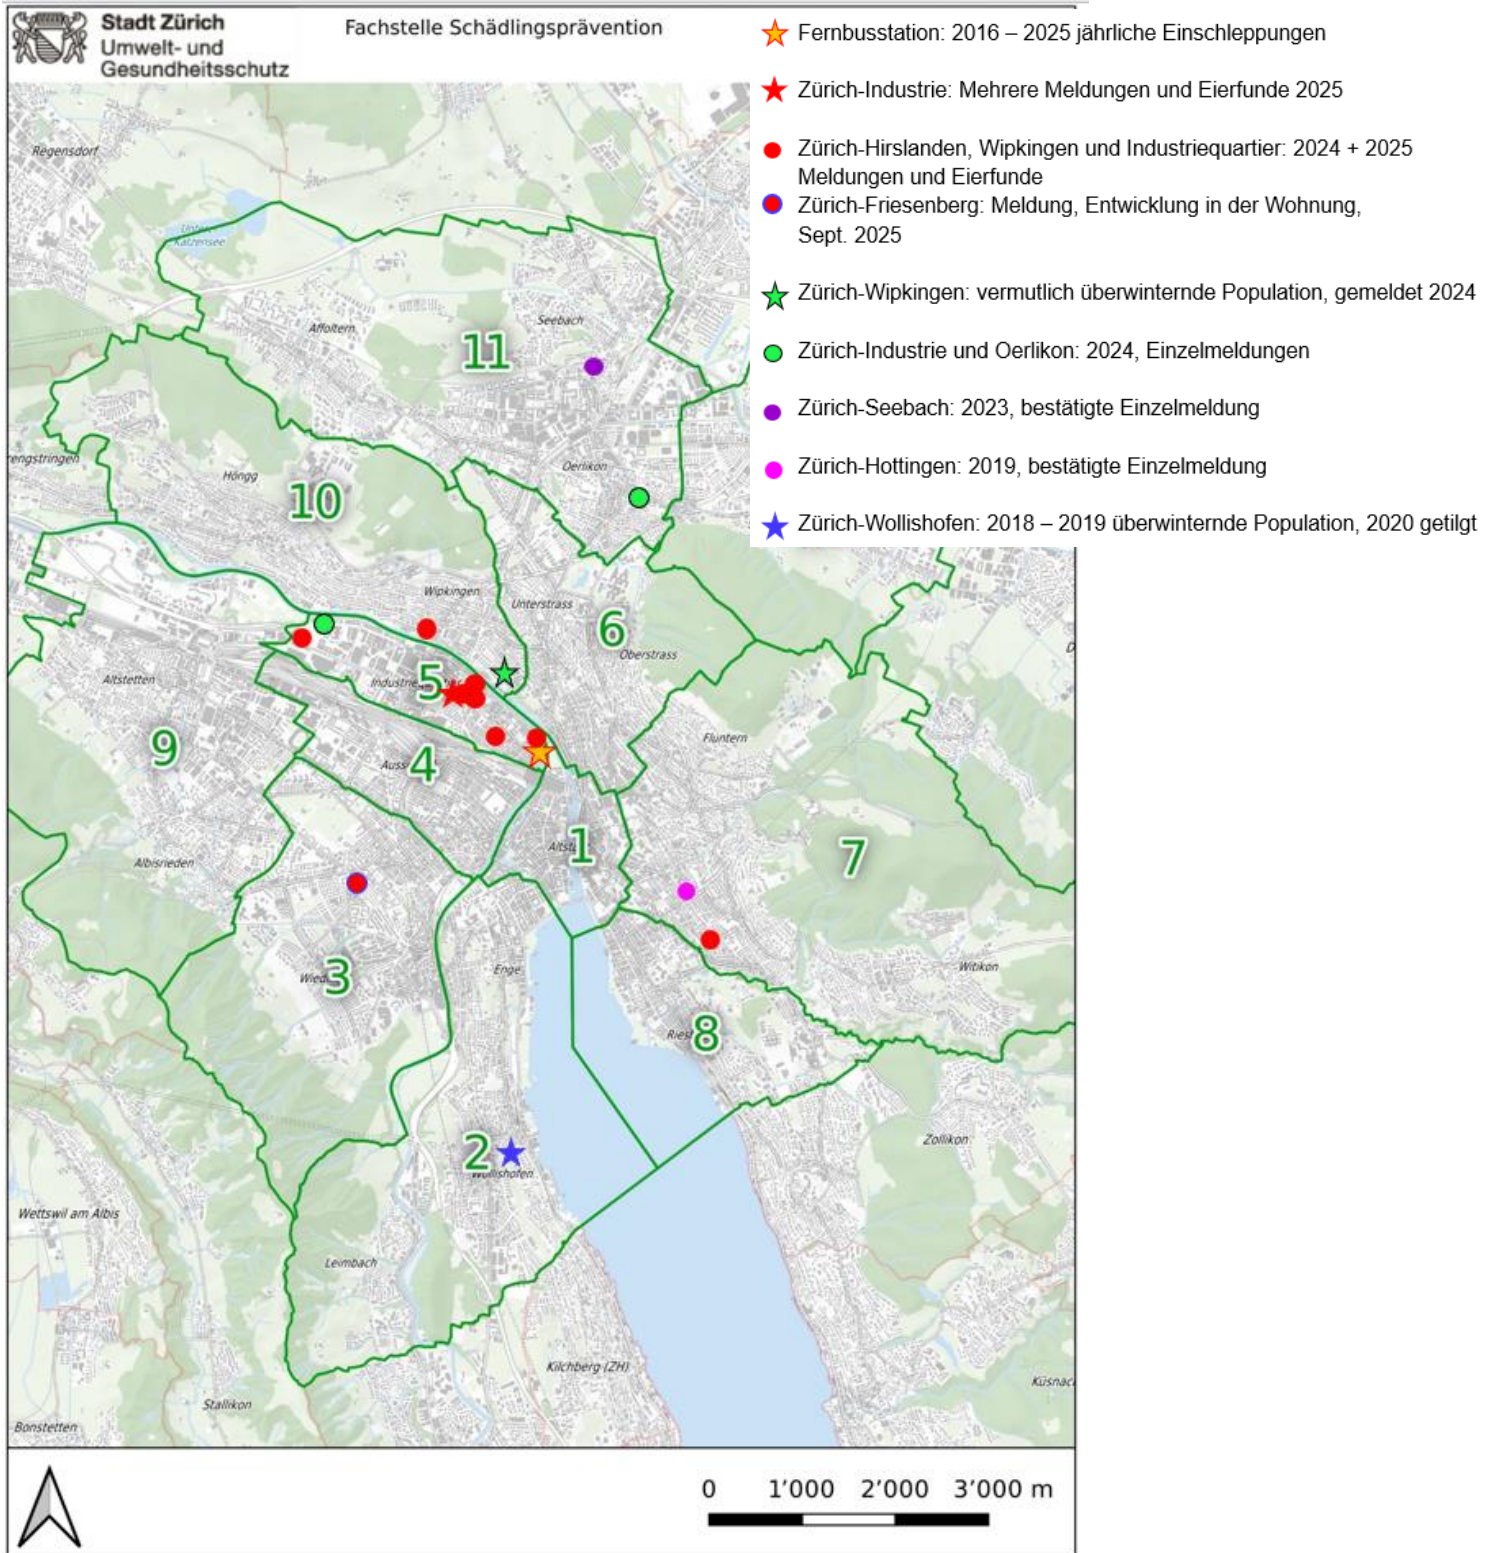 Stadt Zürich
Umwelt- und
Gesundheitsschutz
Fachstelle Schädlingsprävention
Fernbusstation: 2016 – 2025 jährliche Einschleppungen
Zürich-Industrie: Mehrere Meldungen und Eierfunde 2025
Zürich-Hirslanden, Wipkingen und Industriequartier: 2024 + 2025
Meldungen und Eierfunde
Zürich-Friesenberg: Meldung, Entwicklung in der Wohnung,
Sept. 2025
Zürich-Wipkingen: vermutlich überwinternde Population, gemeldet 2024
Zürich-Industrie und Oerlikon: 2024, Einzelmeldungen
Zürich-Seebach: 2023, bestätigte Einzelmeldung
Zürich-Hottingen: 2019, bestätigte Einzelmeldung
Zürich-Wollishofen: 2018 – 2019 überwinternde Population, 2020 getilgt
Regensdorf
Unter
Katzensee
Affoltern
Seebach
11
Oerlikon
engstringen
Höngg
10
Wipkingen
Unterstrass
6
Oberstrass
Altstetten
5
Fluntern
9
4
1
7
Albisrieden
3
Enge
Witikon
8
Zollikon
2
Wollishofen
Wettswil am Albis
Leimbach
Kilchberg (ZH)
Stallikon
Bonstetten
0 1'000 2'000 3'000 m